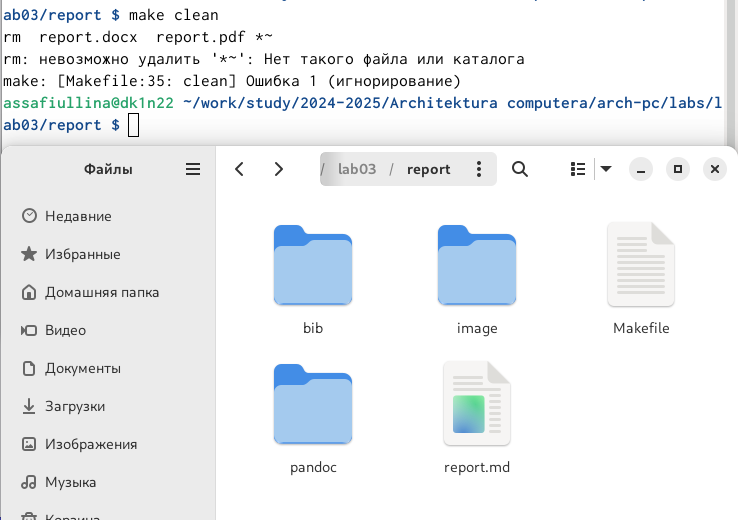 ab03/report $ make clean
rm  report.docx  report.pdf *~
rm: невозможно удалить '*~': Нет такого файла или каталога
make: [Makefile:35: clean] Ошибка 1 (игнорирование)
assafiullina@dk1n22 ~/work/study/2024-2025/Architektura computera/arch-pc/labs/l
ab03/report $
Файлы
/ lab03 / report
Недавние
Избранные
Домашняя папка
Видео
Документы
Загрузки
Изображения
Музыка
Корзина
bib
image
Makefile
pandoc
report.md